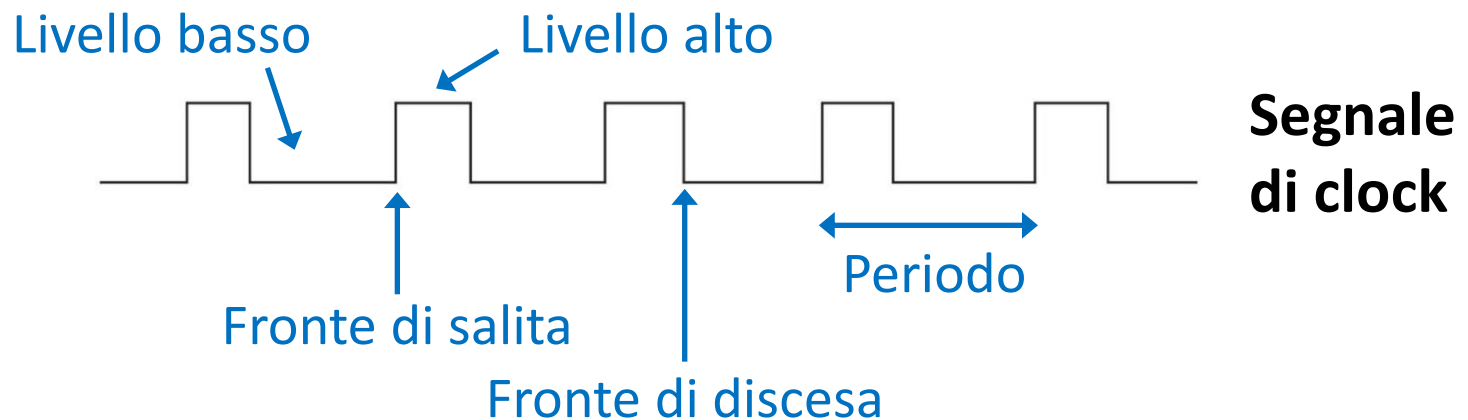 Livello basso
Livello alto
Segnale
di clock
Periodo
Fronte di salita
Fronte di discesa